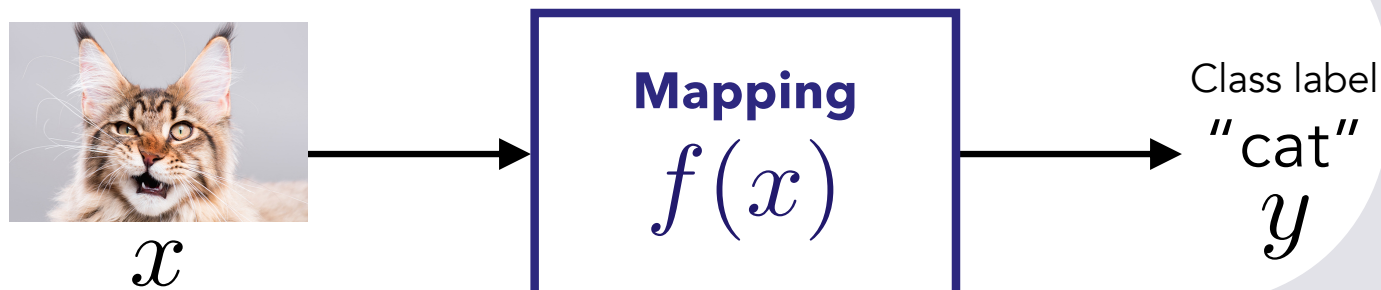 x
Mapping
f(x)
Class label
“cat”
y